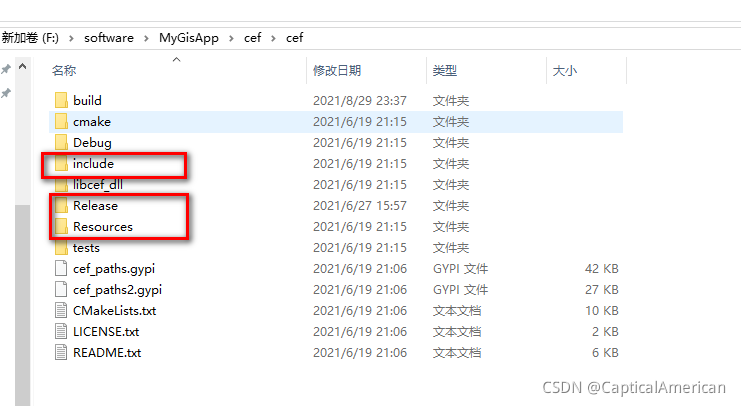 新加卷 (F:) > software > MyGisApp > cef > cef
名称 修改日期 类型 大小
build 2021/8/29 23:37 文件夹
cmake 2021/6/19 21:15 文件夹
Debug 2021/6/19 21:15 文件夹
include 2021/6/19 21:15 文件夹
libcef_dll 2021/6/19 21:15 文件夹
Release 2021/6/27 15:57 文件夹
Resources 2021/6/19 21:15 文件夹
tests 2021/6/19 21:15 文件夹
cef_paths.gypi 2021/6/19 21:06 GYPI 文件 42 KB
cef_paths2.gypi 2021/6/19 21:06 GYPI 文件 27 KB
CMakeLists.txt 2021/6/19 21:06 文本文档 10 KB
LICENSE.txt 2021/6/19 21:06 文本文档 2 KB
README.txt 2021/6/19 21:06 文本文档 6 KB
CSDN @CapticalAmerican